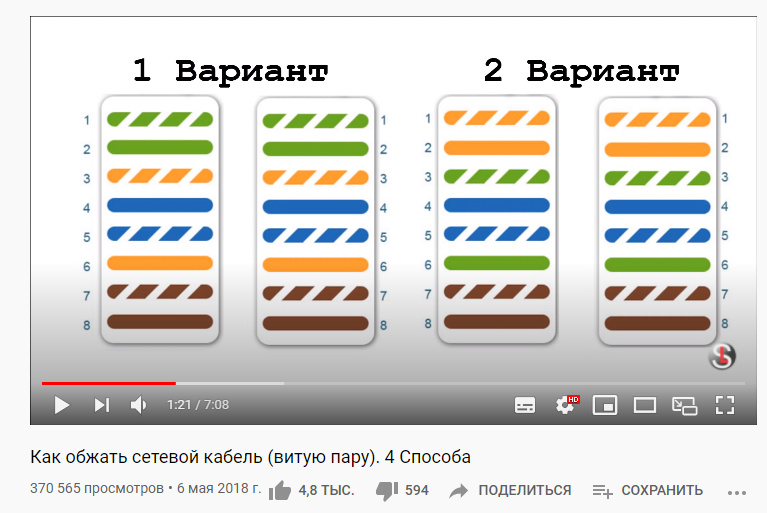 1 Вариант 2 Вариант
1 1 1 1
2 2 2 2
3 3 3 3
4 4 4 4
5 5 5 5
6 6 6 6
7 7 7 7
8 8 8 8
1:21 / 7:08 HD
Как обжать сетевой кабель (витую пару). 4 Способа
370 565 просмотров • 6 мая 2018 г. 4,8 ТЫС. 594 ПОДЕЛИТЬСЯ СОХРАНИТЬ